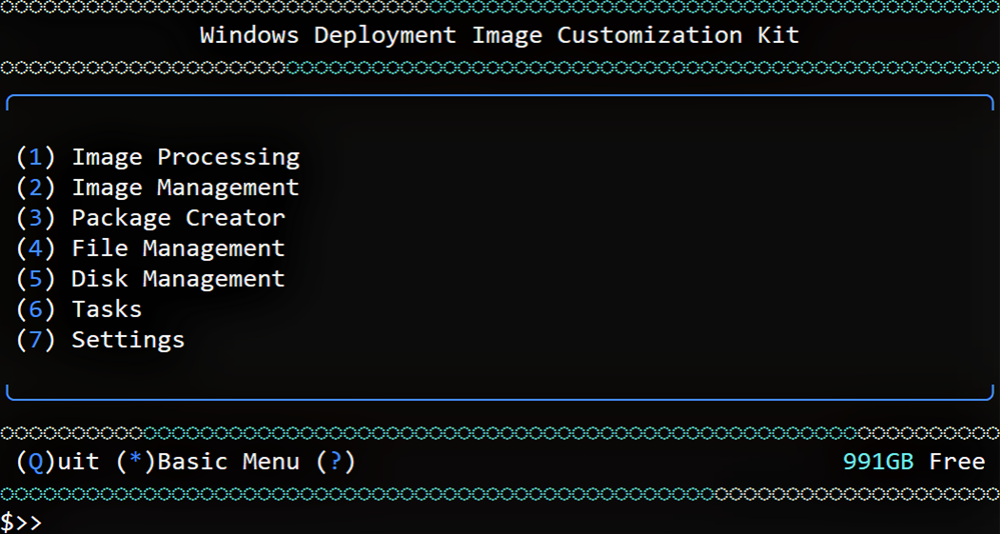 Windows Deployment Image Customization Kit
(1) Image Processing
(2) Image Management
(3) Package Creator
(4) File Management
(5) Disk Management
(6) Tasks
(7) Settings
(Q)uit (*)Basic Menu (?) 991GB Free
$>>